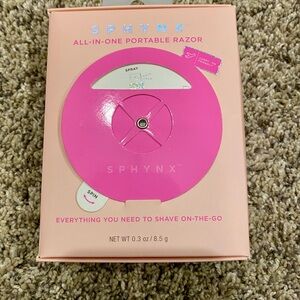 SPHYNX
ALL-IN-ONE PORTABLE RAZOR
SPRAY
SPHYNX
SPIN
EVERYTHING YOU NEED TO SHAVE ON-THE-GO
NET WT 0.3 oz / 8.5 g